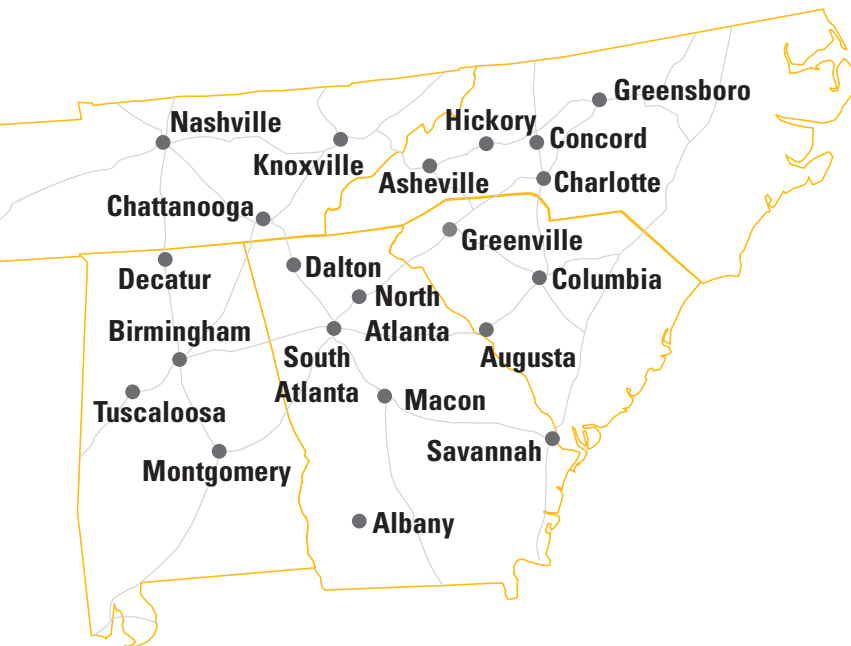 Greensboro
Nashville
Hickory
Concord
Knoxville
Asheville
Charlotte
Chattanooga
Greenville
Decatur
Dalton
Columbia
North
Atlanta
Birmingham
South
Atlanta
Augusta
Tuscaloosa
Macon
Savannah
Montgomery
Albany